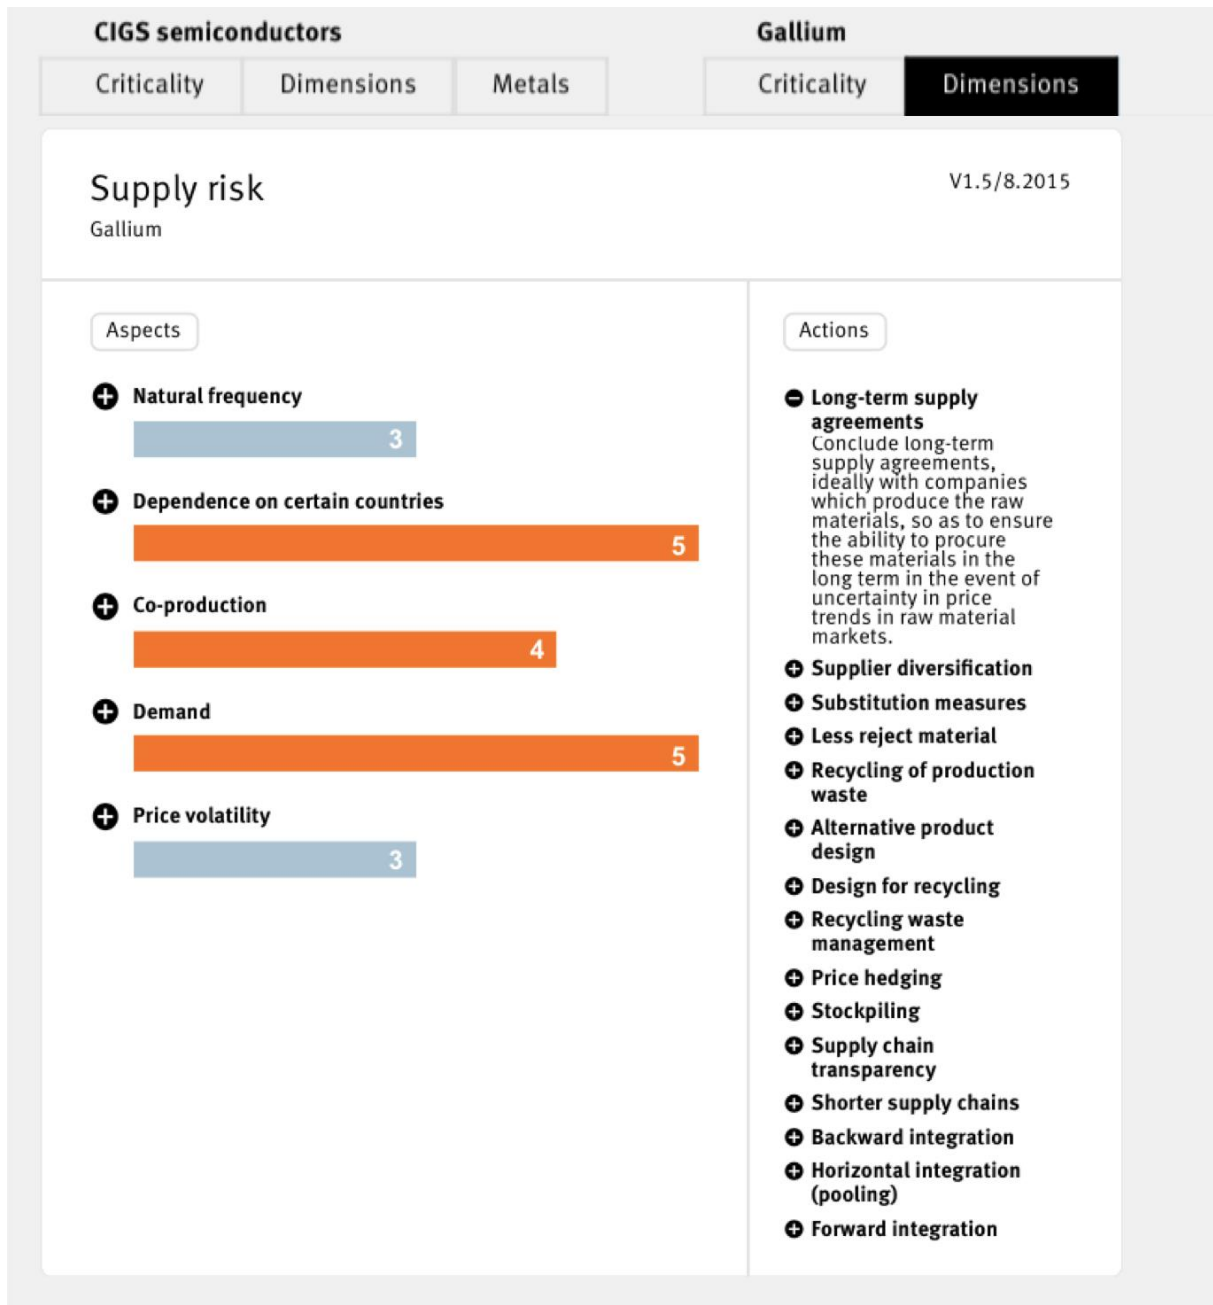 CIGS semiconductors
Gallium
Criticality
Dimensions
Metals
Criticality
Dimensions
Supply risk
V1.5/8.2015
Gallium
Aspects
Natural frequency
3
Dependence on certain countries
5
Co-production
4
Demand
5
Price volatility
3
Actions
Long-term supply
agreements
Conclude long-term
supply agreements,
ideally with companies
which produce the raw
materials, so as to ensure
the ability to procure
these materials in the
long term in the event of
uncertainty in price
trends in raw material
markets.
Supplier diversification
Substitution measures
Less reject material
Recycling of production
waste
Alternative product
design
Design for recycling
Recycling waste
management
Price hedging
Stockpiling
Supply chain
transparency
Shorter supply chains
Backward integration
Horizontal integration
(pooling)
Forward integration